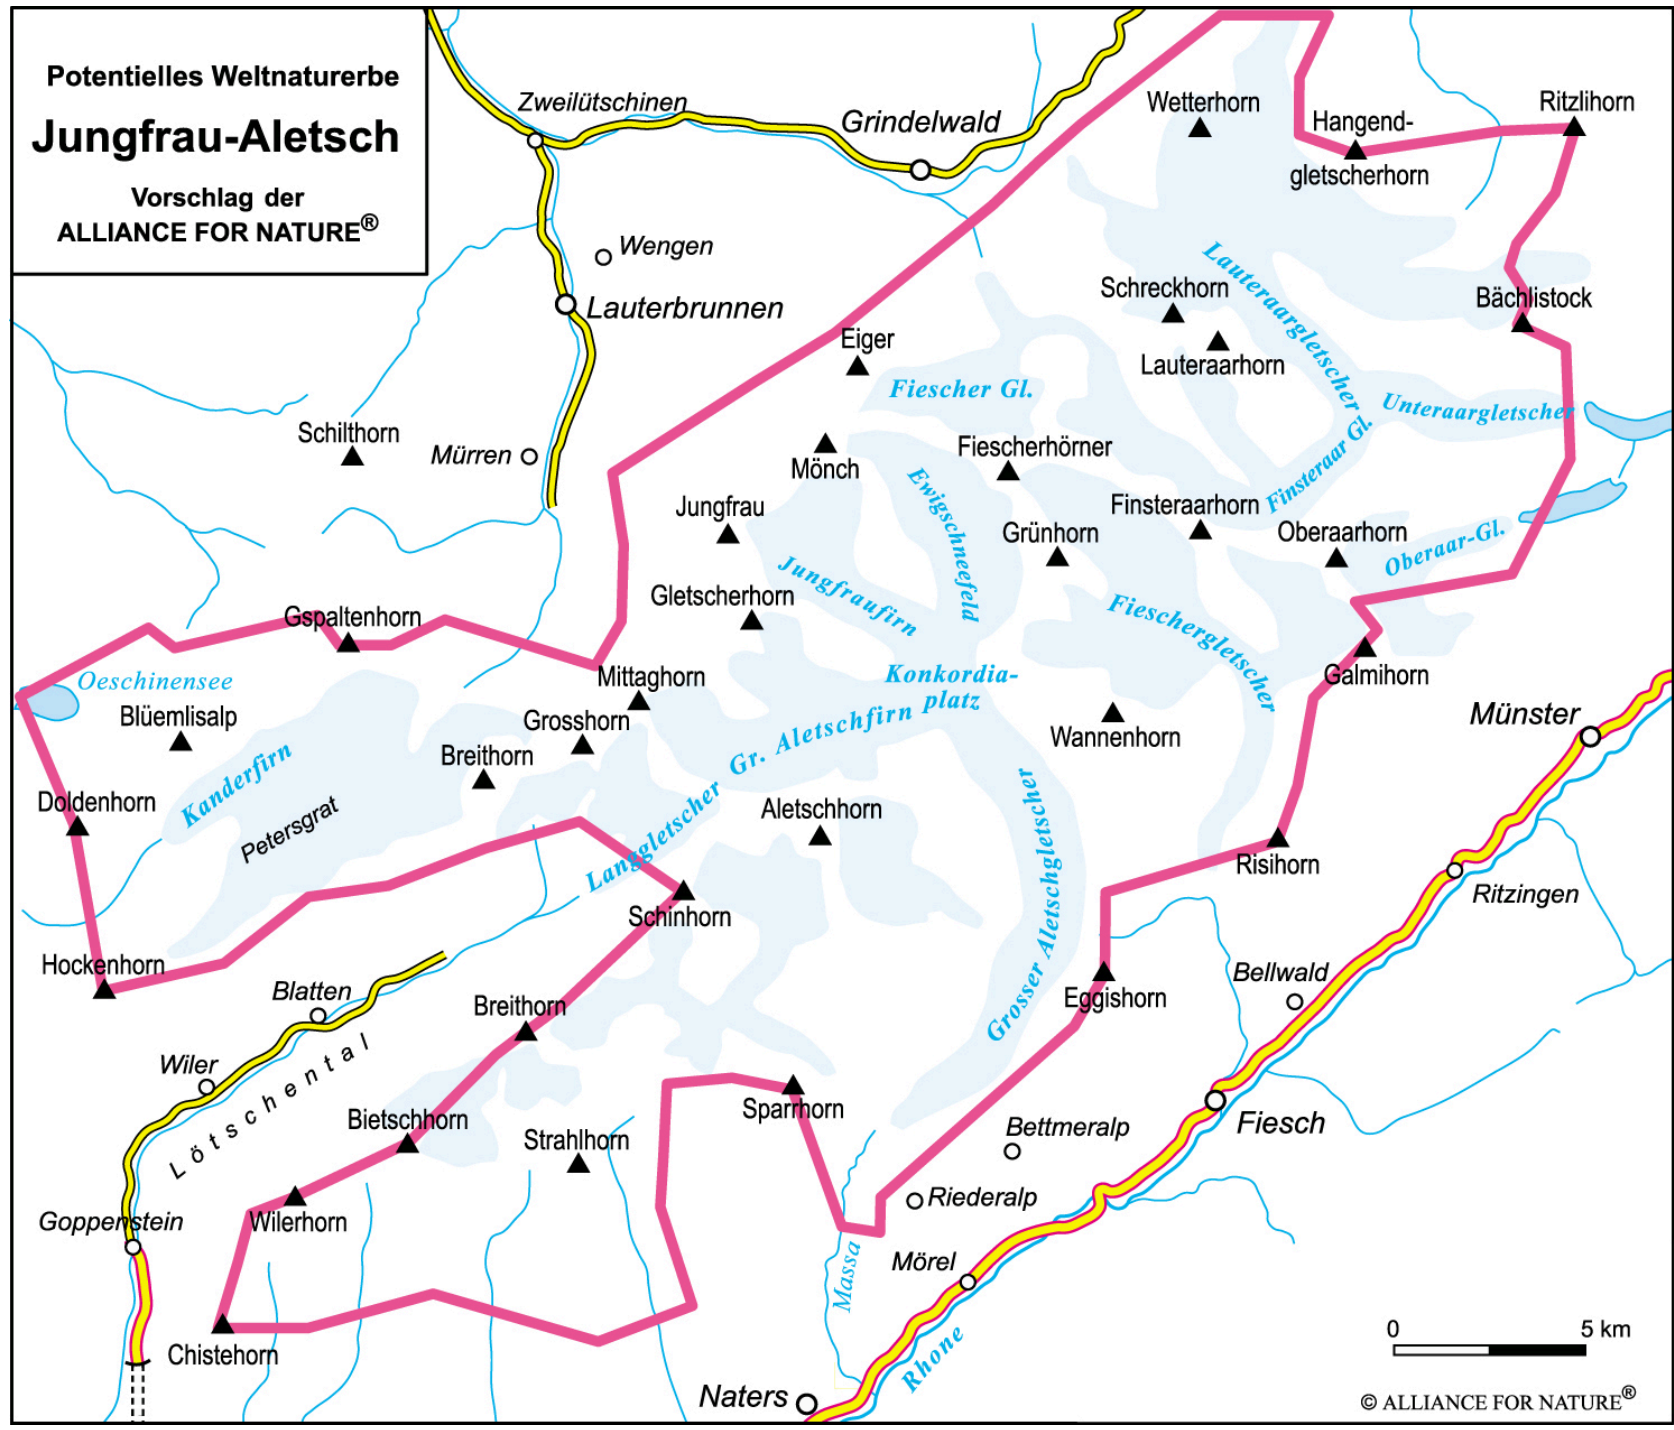 Potentielles Weltnaturerbe
Jungfrau-Aletsch
Vorschlag der
ALLIANCE FOR NATURE®
Zweilütschinen
Grindelwald
Wetterhorn
Hangend-
gletscherhorn
Ritzlihorn
Wengen
Lauterbrunnen
Lauteraargletscher
Schreckhorn
Bächlistock
Eiger
Lauteraarhorn
Fiescher Gl.
Unteraargletscher
Schilthorn
Mürren
Mönch
Fiescherhörner
Finsteraar Gl.
Ewigschneefeld
Jungfrau
Finsteraarhorn
Grünhorn
Oberaarhorn
Oberaar-Gl.
Jungfraufirn
Gletscherhorn
Fieschergletscher
Gspaltenhorn
Oeschinensee
Mittaghorn
Konkordia-
platz
Galmihorn
Blüemlisalp
Grosshorn
Gr. Aletschfirn
Wannenhorn
Münster
Breithorn
Kanderfirn
Doldenhorn
Petersgrat
Langgletscher
Aletschhorn
Grosser Aletschgletscher
Risihorn
Ritzingen
Schinhorn
Hockenhorn
Blatten
Breithorn
Eggishorn
Bellwald
Wiler
Lötschental
Bietschhorn
Strahlhorn
Sparrhorn
Bettmeralp
Fiesch
Riederalp
Goppenstein
Wilerhorn
Massa
Mörel
Chistehorn
Rhone
Naters
0 5 km
© ALLIANCE FOR NATURE®